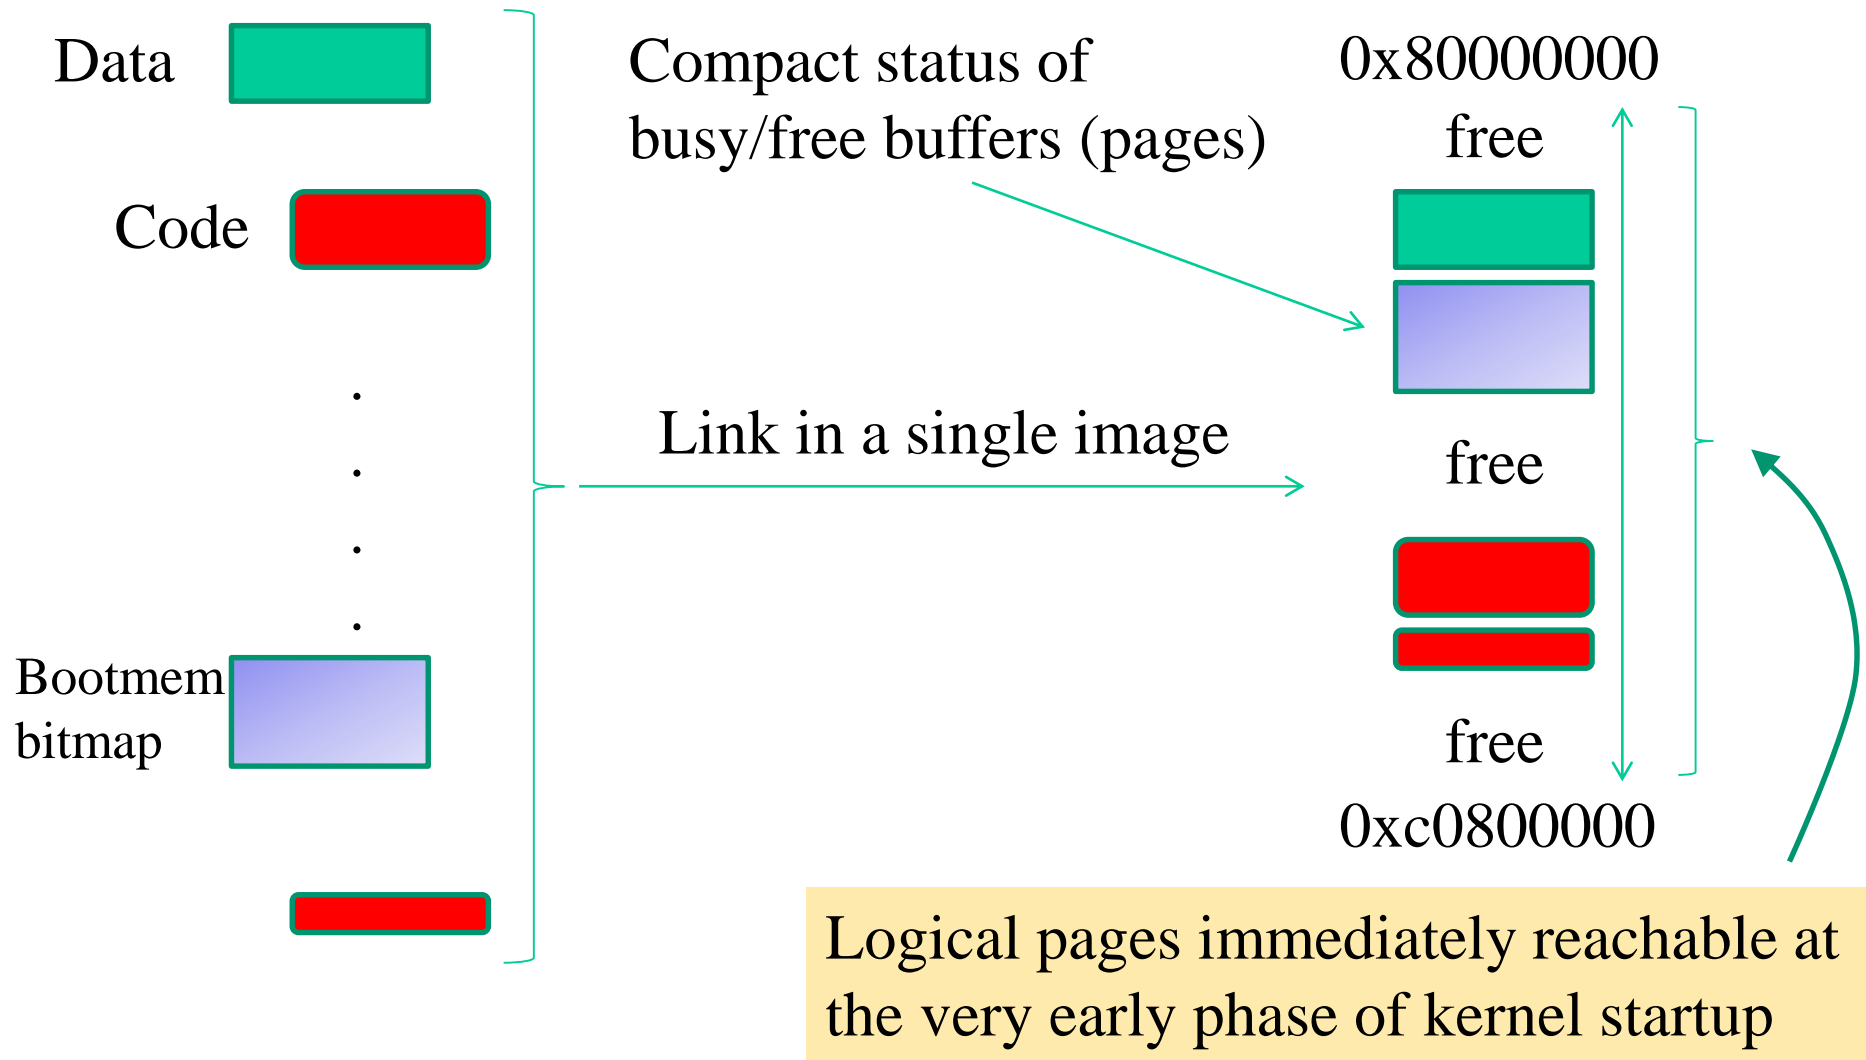 Data
Code
.
.
.
.
Bootmem
bitmap
Compact status of
busy/free buffers (pages)
Link in a single image
0x80000000
free
free
free
0xc0800000
Logical pages immediately reachable at
the very early phase of kernel startup